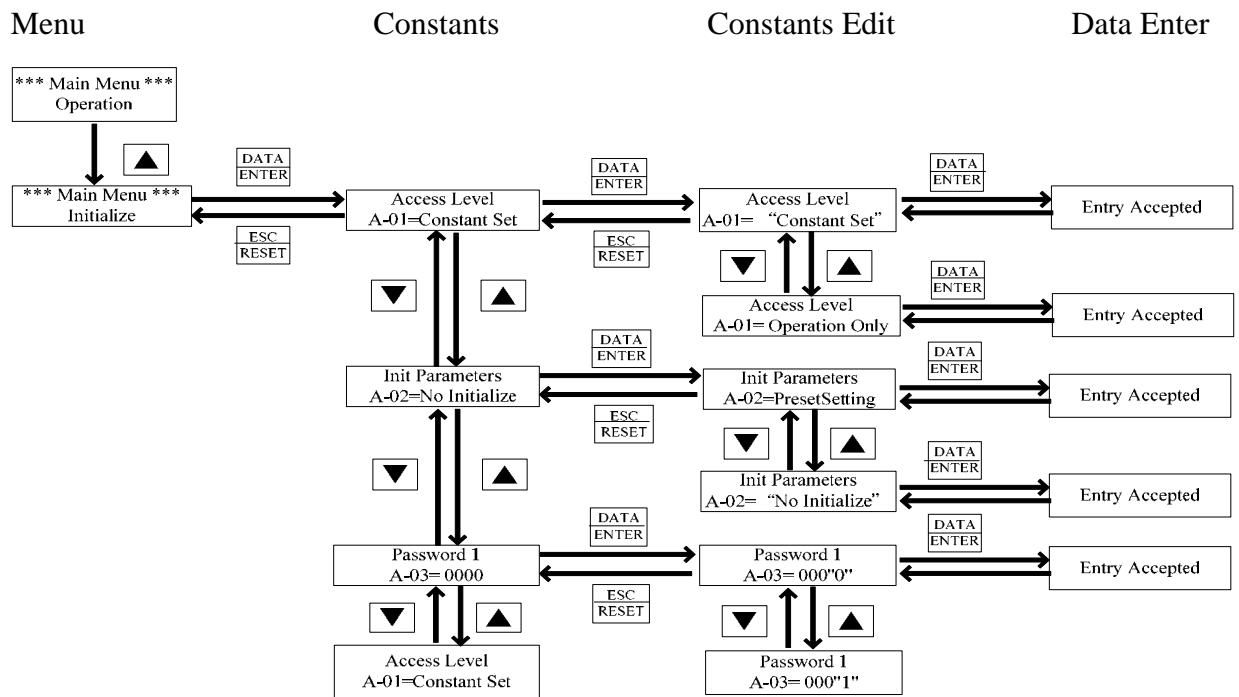 Menu
Constants
Constants Edit
Data Enter
*** Main Menu ***
Operation
DATA
ENTER
DATA
ENTER
DATA
ENTER
*** Main Menu ***
Initialize
Access Level
A-01=Constant Set
Access Level
A-01= “Constant Set”
Entry Accepted
ESC
RESET
ESC
RESET
DATA
ENTER
Access Level
A-01= Operation Only
Entry Accepted
DATA
ENTER
DATA
ENTER
Init Parameters
A-02=No Initialize
Init Parameters
A-02=PresetSetting
Entry Accepted
ESC
RESET
DATA
ENTER
Init Parameters
A-02= “No Initialize”
Entry Accepted
DATA
ENTER
DATA
ENTER
Password 1
A-03= 0000
Password 1
A-03= 000"0"
Entry Accepted
ESC
RESET
Access Level
A-01=Constant Set
Password 1
A-03= 000"1"